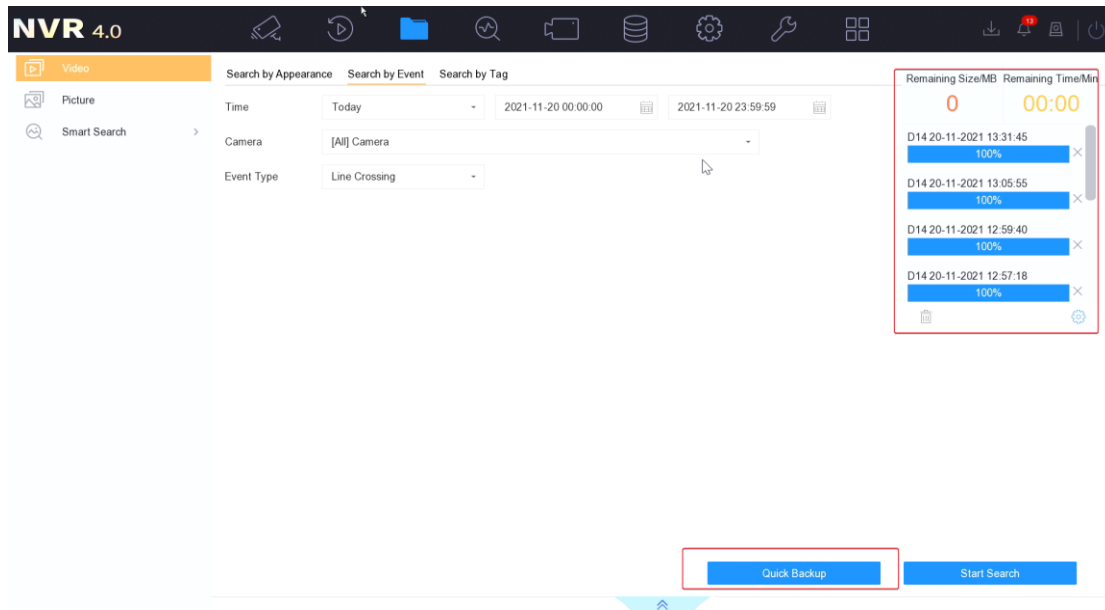 NVR 4.0
13
Video
Picture
Smart Search
Search by Appearance Search by Event Search by Tag
Time Today 2021-11-20 00:00:00 2021-11-20 23:59:59
Camera [All] Camera
Event Type Line Crossing
Remaining Size/MB Remaining Time/Min
0 00:00
D14 20-11-2021 13:31:45
100%
D14 20-11-2021 13:05:55
100%
D14 20-11-2021 12:59:40
100%
D14 20-11-2021 12:57:18
100%
Quick Backup Start Search